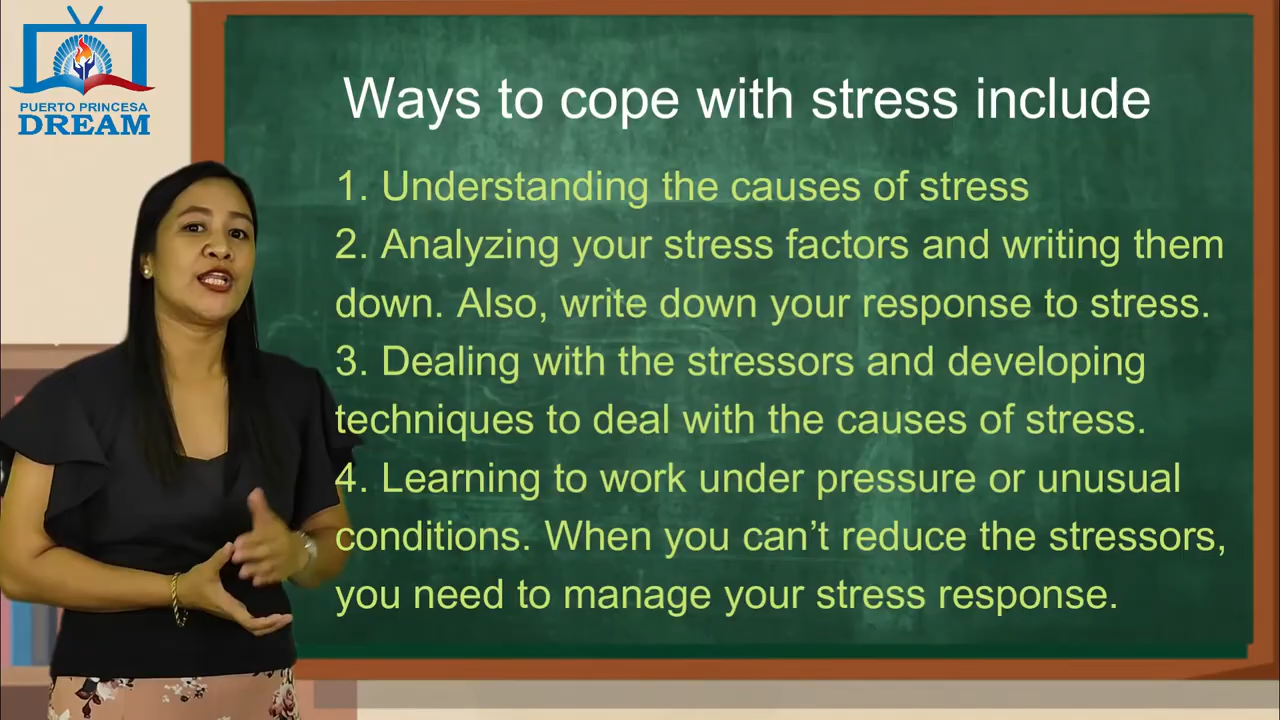 PUERTO PRINCESA
DREAM
Ways to cope with stress include
1. Understanding the causes of stress
2. Analyzing your stress factors and writing them
down. Also, write down your response to stress.
3. Dealing with the stressors and developing
techniques to deal with the causes of stress.
4. Learning to work under pressure or unusual
conditions. When you can’t reduce the stressors,
you need to manage your stress response.